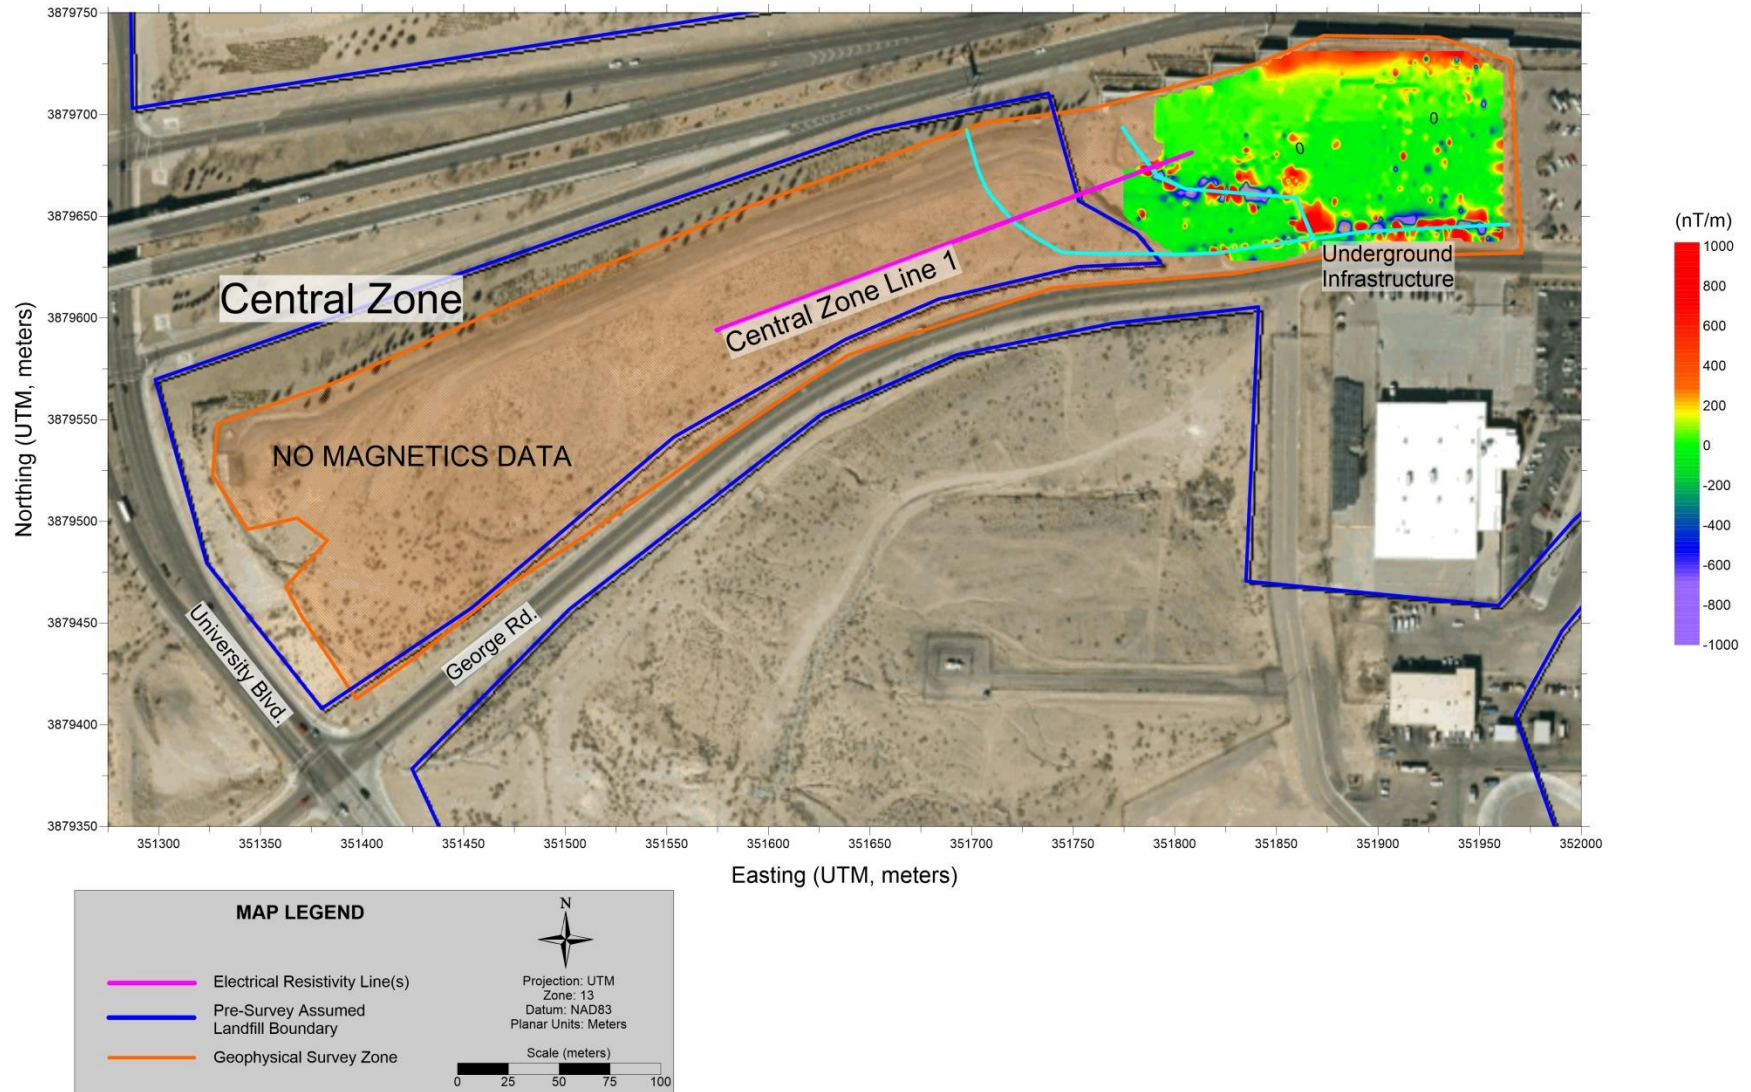 3879750
3879700
3879650
3879600
3879550
3879500
3879450
3879400
3879350
Northing (UTM, meters)
351300
351350
351400
351450
351500
351550
351600
351650
351700
351750
351800
351850
351900
351950
352000
Easting (UTM, meters)
Central Zone
Central Zone Line 1
NO MAGNETICS DATA
University Blvd.
George Rd.
Underground
Infrastructure
0
0
(nT/m)
1000
800
600
400
200
0
-200
-400
-600
-800
-1000
MAP LEGEND
Electrical Resistivity Line(s)
Pre-Survey Assumed
Landfill Boundary
Geophysical Survey Zone
N
Projection: UTM
Zone: 13
Datum: NAD83
Planar Units: Meters
Scale (meters)
0 25 50 75 100